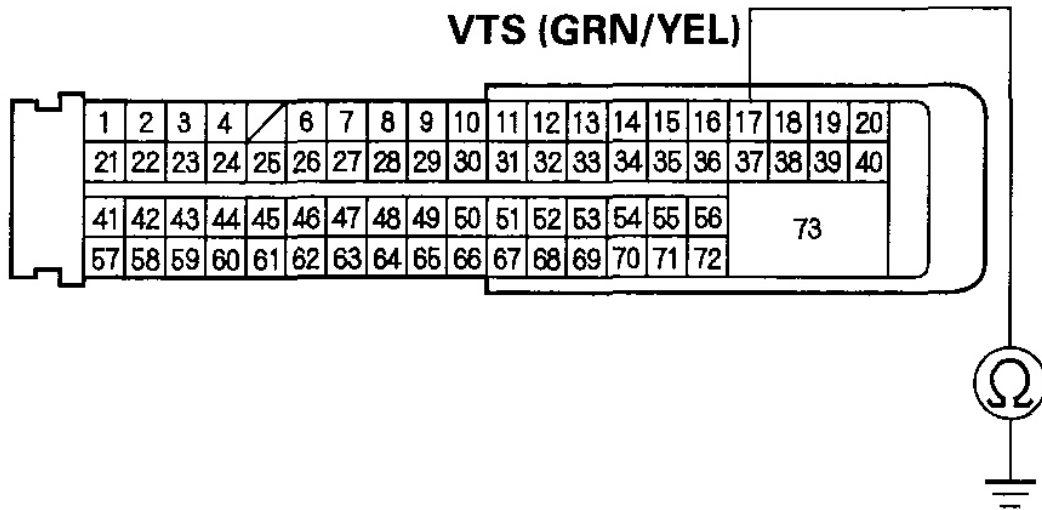 VTS (GRN/YEL)
1 2 3 4 6 7 8 9 10 11 12 13 14 15 16 17 18 19 20
21 22 23 24 25 26 27 28 29 30 31 32 33 34 35 36 37 38 39 40
41 42 43 44 45 46 47 48 49 50 51 52 53 54 55 56 73
57 58 59 60 61 62 63 64 65 66 67 68 69 70 71 72
Ω